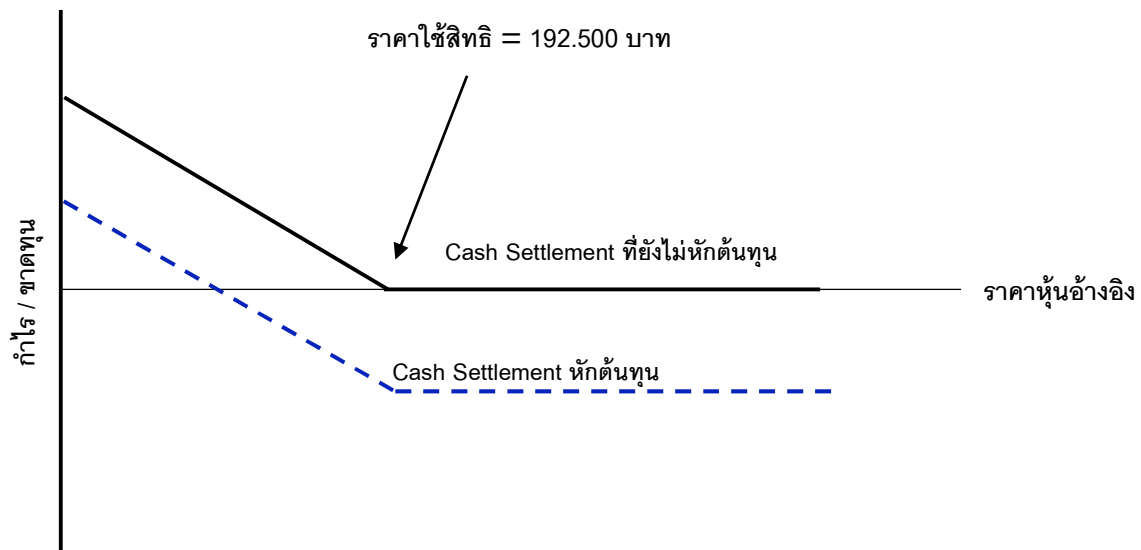 ราคาใช้สิทธิ = 192.500 บาท
Cash Settlement ที่ยังไม่หักต้นทุน
ราคาหุ้นอ้างอิง
กำไร / ขาดทุน
Cash Settlement หักต้นทุน